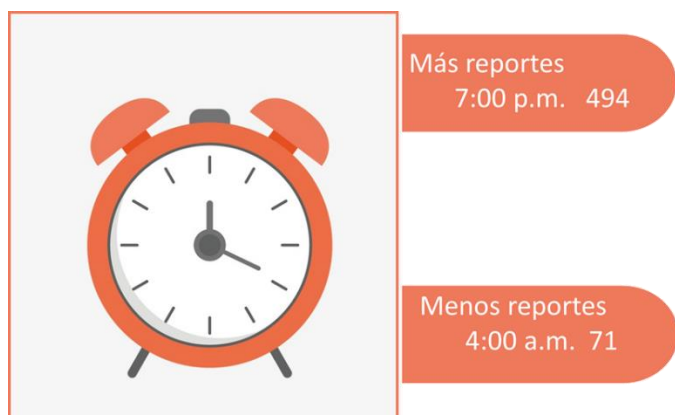 Más reportes
7:00 p.m. 494
Menos reportes
4:00 a.m. 71